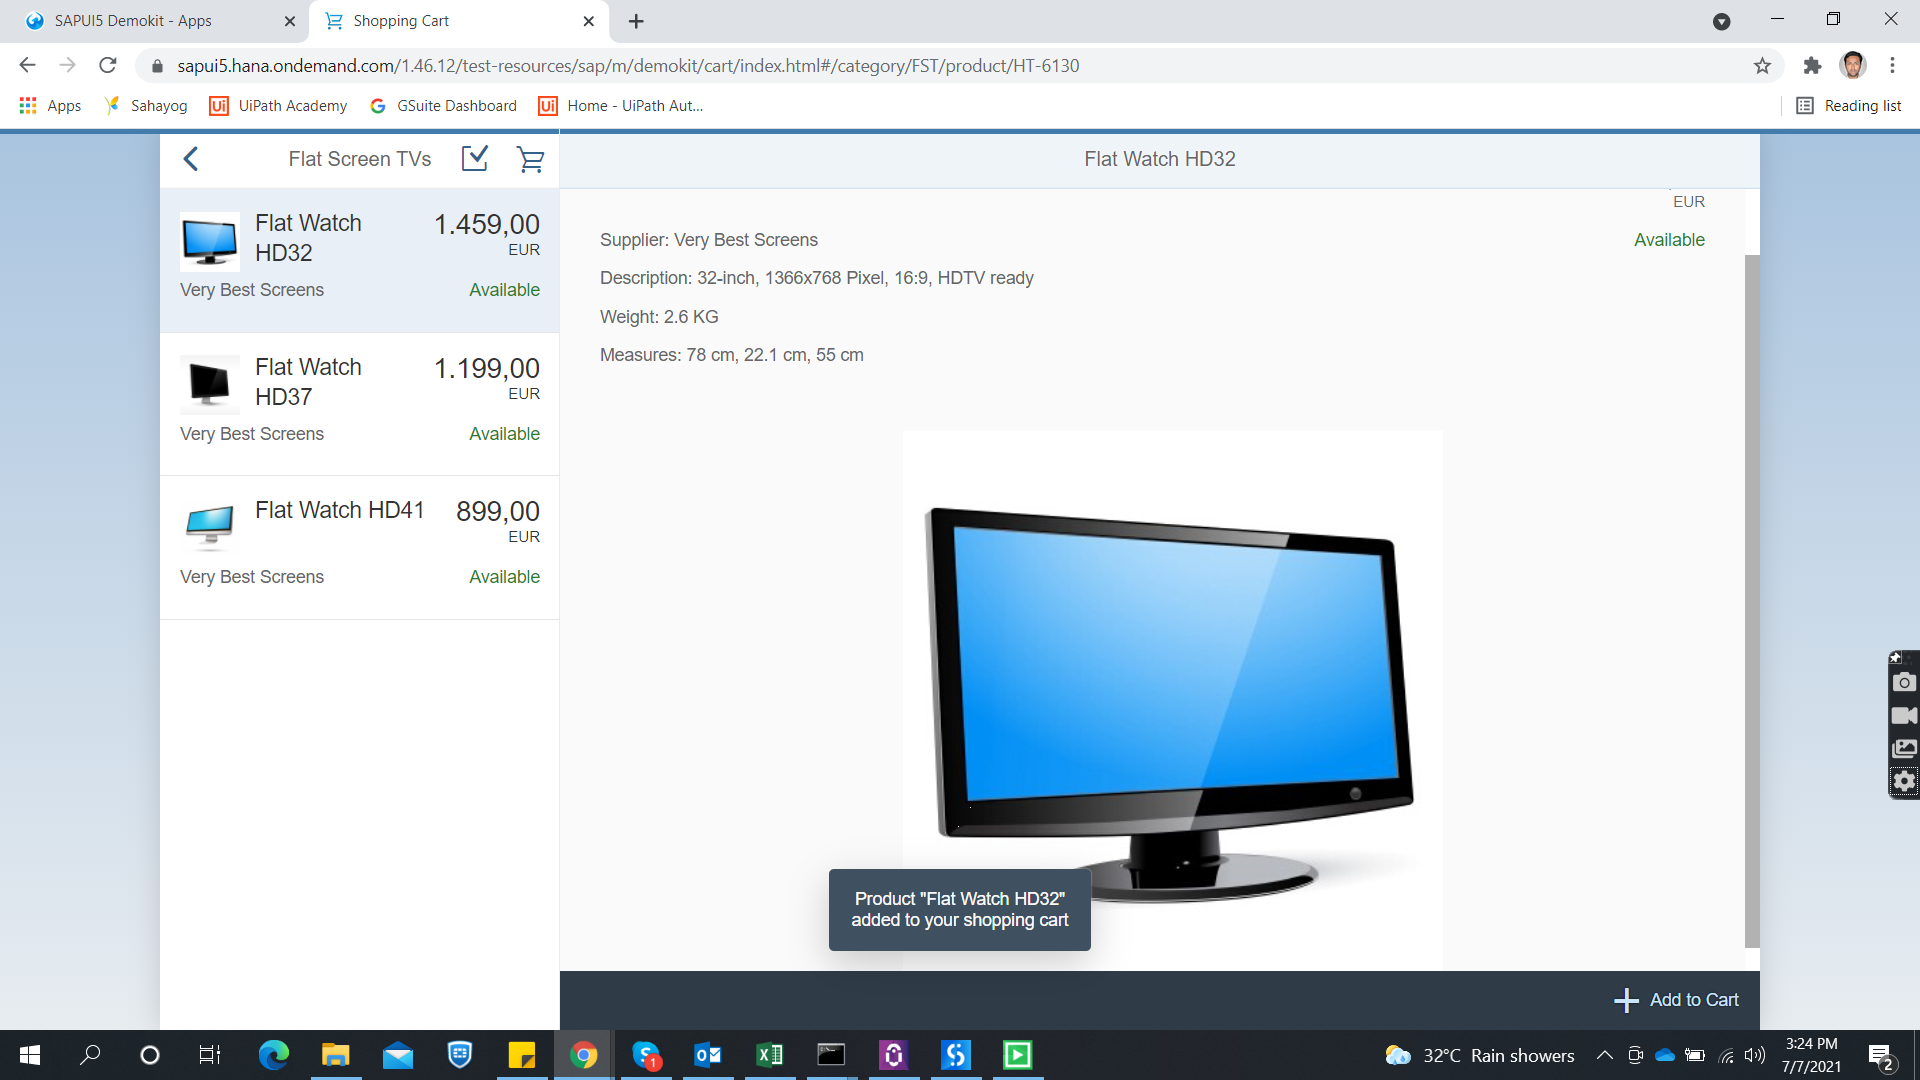 SAPUI5 Demokit - Apps
Shopping Cart
sapui5.hana.ondemand.com/1.46.12/test-resources/sap/m/demokit/cart/index.html#/category/FST/product/HT-6130
Apps
Sahayog
Ui
UiPath Academy
GSuite Dashboard
Ui
Home - UiPath Aut...
Reading list
Flat Screen TVs
Flat Watch HD32
Flat Watch
HD32
1.459,00
EUR
Very Best Screens
Available
Flat Watch
HD37
1.199,00
EUR
Very Best Screens
Available
Flat Watch HD41
899,00
EUR
Very Best Screens
Available
EUR
Supplier: Very Best Screens
Available
Description: 32-inch, 1366x768 Pixel, 16:9, HDTV ready
Weight: 2.6 KG
Measures: 78 cm, 22.1 cm, 55 cm
Product "Flat Watch HD32"
added to your shopping cart
Add to Cart
1
32°C Rain showers
3:24 PM
7/7/2021
2